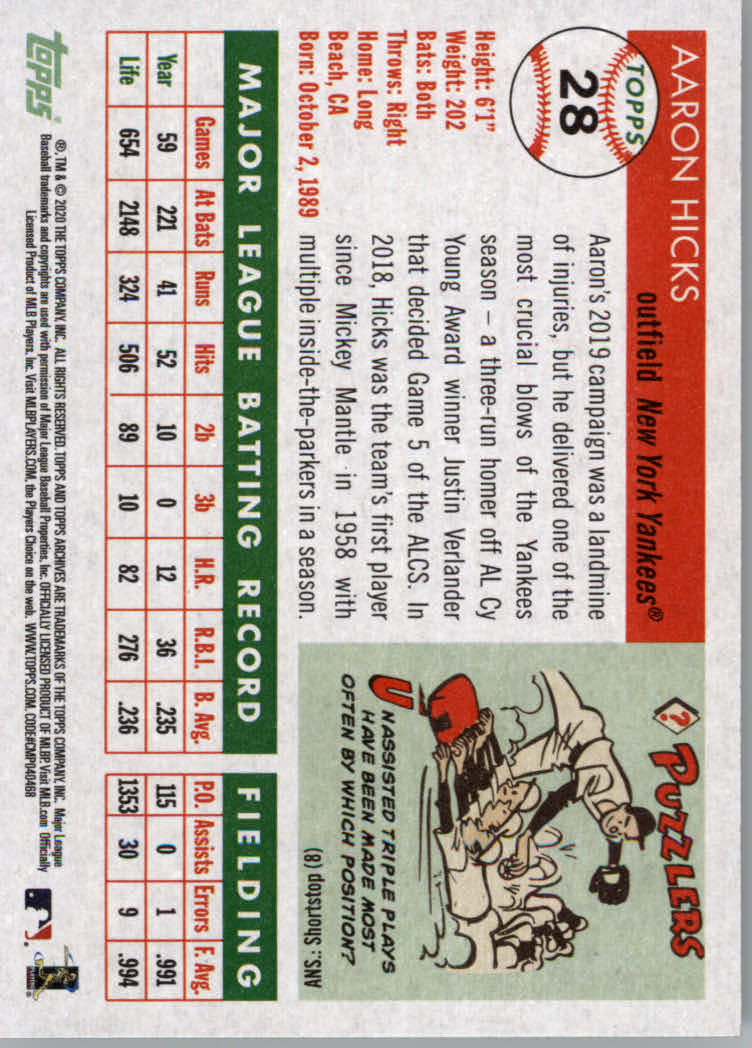 AARON HICKS
outfield New York Yankees®
TOPPS
28
Height: 6'1"
Weight: 202
Bats: Both
Throws: Right
Home: Long
Beach, CA
Born: October 2, 1989
Aaron's 2019 campaign was a landmine
of injuries, but he delivered one of the
most crucial blows of the Yankees
season – a three-run homer off AL Cy
Young Award winner Justin Verlander
that decided Game 5 of the ALCS. In
2018, Hicks was the team's first player
since Mickey Mantle in 1958 with
multiple inside-the-parkers in a season.
? PUZZLERS
UNASSISTED TRIPLE PLAYS
HAVE BEEN MADE MOST
OFTEN BY WHICH POSITION?
ANS.: Shortstop (8)
MAJOR LEAGUE BATTING RECORD
Games At Bats Runs Hits 2b 3b H.R. R.B.I. B. Avg.
Year 59 221 41 52 10 0 12 36 .235
Life 654 2148 324 506 89 10 82 276 .236
FIELDING
P.O. Assists Errors F. Avg.
115 0 1 .991
1353 30 9 .994
topps®
®, TM & © 2020 THE TOPPS COMPANY, INC. ALL RIGHTS RESERVED. TOPPS AND TOPPS ARCHIVES ARE TRADEMARKS OF THE TOPPS COMPANY, INC. Major League
Baseball trademarks and copyrights are used with permission of Major League Baseball Properties, Inc. OFFICIALLY LICENSED PRODUCT OF MLBP. Visit MLB.com Officially
Licensed Product of MLB Players, Inc. Visit MLBPLAYERS.COM, the Players Choice on the web. WWW.TOPPS.COM. CODE#CMP040468